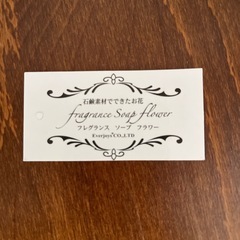 石鹸素材でできたお花
fragrance Soap flower
フレグランス ソープ フラワー
Everjoys'CO.,LTD